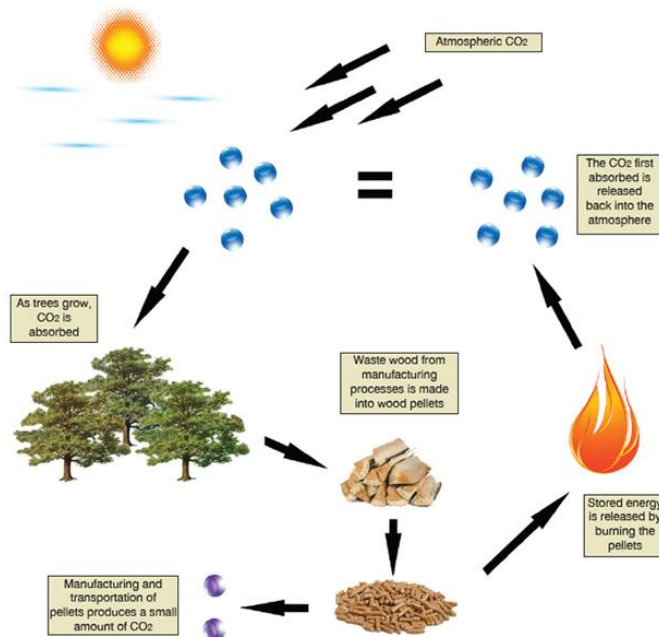 Atmospheric CO2
The CO2 first
absorbed is
released
back into the
atmosphere
As trees grow,
CO2 is
absorbed
Waste wood from
manufacturing
processes is made
into wood pellets
Stored energy
is released by
burning the
pellets
Manufacturing and
transportation of
pellets produces a small
amount of CO2